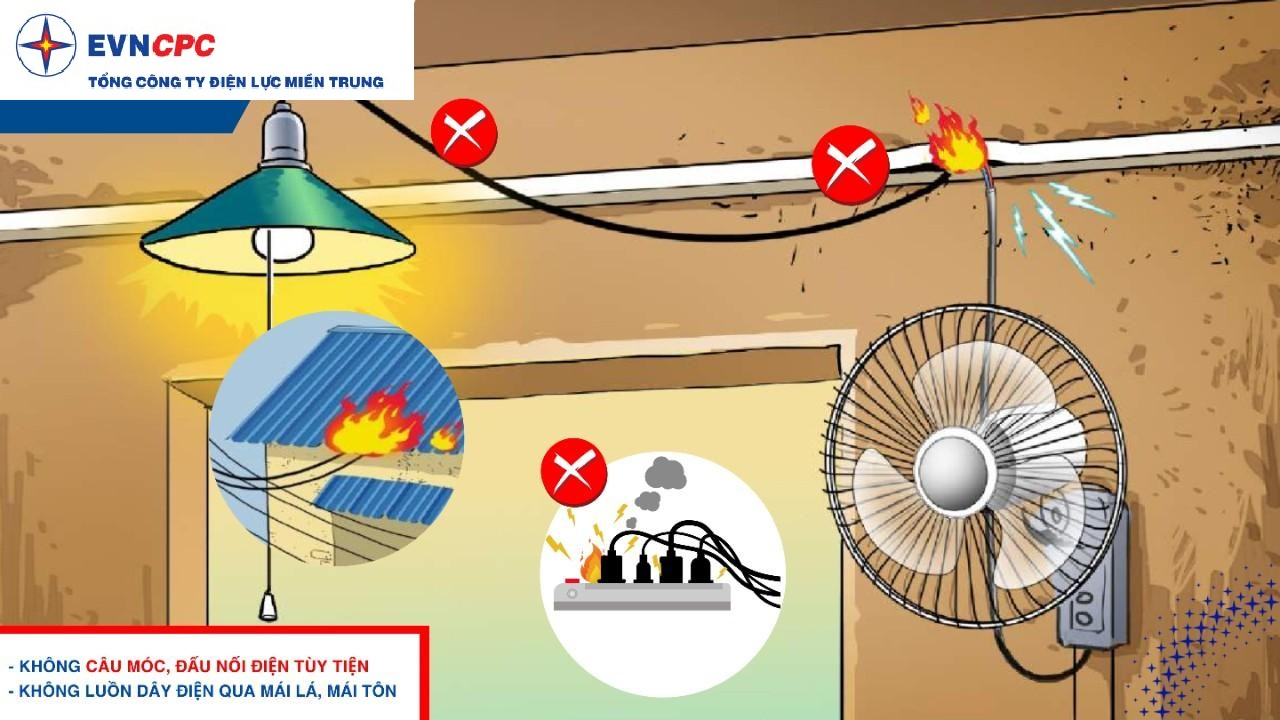 EVNCPC
TỔNG CÔNG TY ĐIỆN LỰC MIỀN TRUNG
- KHÔNG CÂU MÓC, ĐẤU NỐI ĐIỆN TÙY TIỆN
- KHÔNG LUỒN DÂY ĐIỆN QUA MÁI LÁ, MÁI TÔN